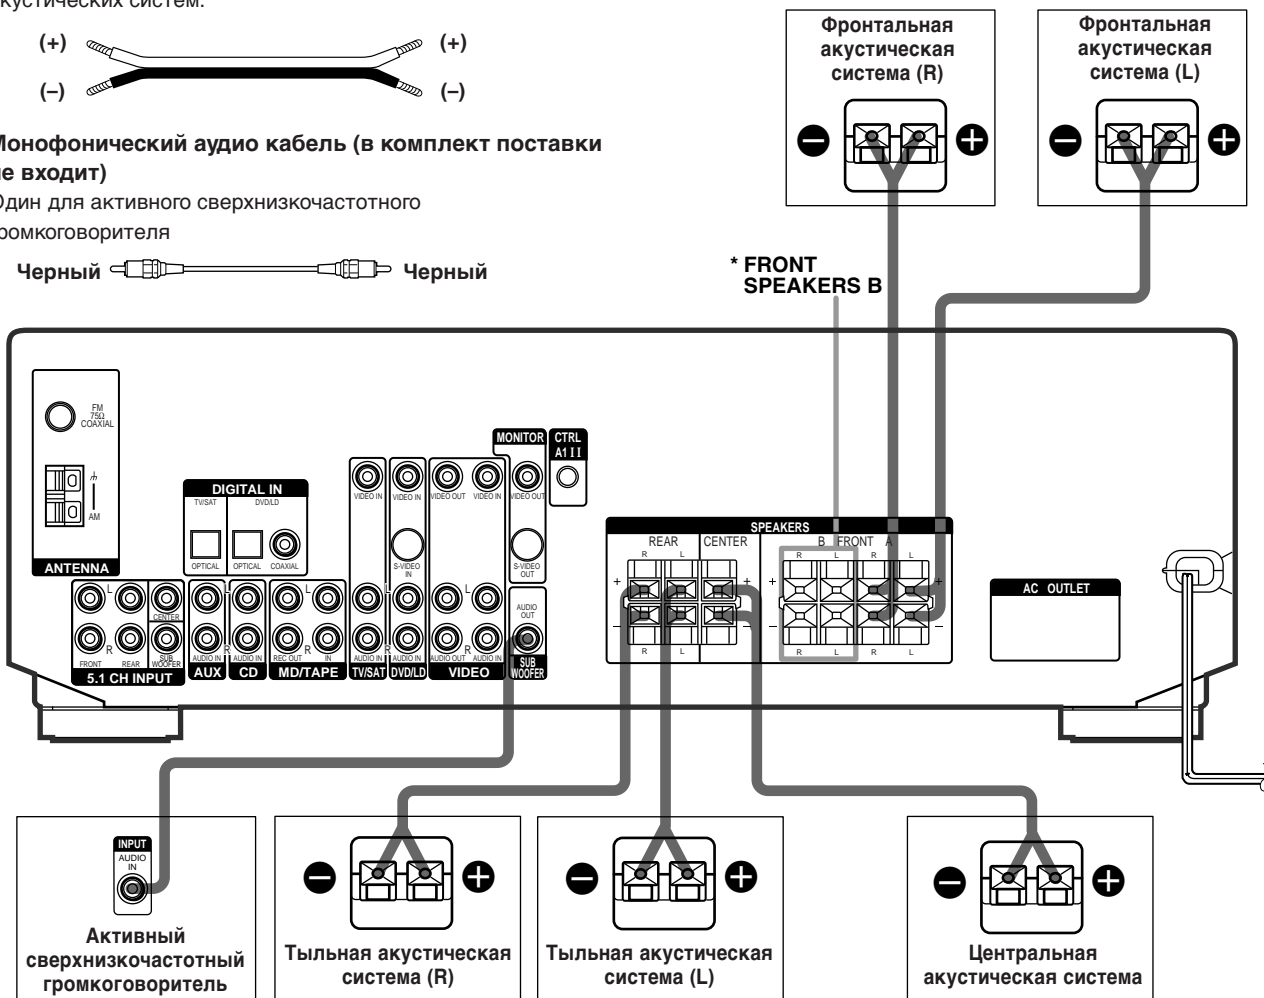 кустических систем.
(+) (+)
(–) (–)
Монофонический аудио кабель (в комплект поставки
не входит)
Один для активного сверхнизкочастотного
громкоговорителя
Черный Черный
Фронтальная
акустическая
система (R)
Фронтальная
акустическая
система (L)
* FRONT
SPEAKERS B
FM
75Ω
COAXIAL
AM
ANTENNA
DIGITAL IN
TV/SAT DVD/LD
OPTICAL OPTICAL COAXIAL
MONITOR
CTRL
A1 II
VIDEO IN VIDEO IN VIDEO OUT VIDEO IN VIDEO OUT
S-VIDEO
IN
S-VIDEO
OUT
AUDIO
OUT
L L L L L
CENTER
R R R R R
FRONT REAR SUB
WOOFER
AUDIO IN AUDIO IN REC OUT IN AUDIO IN AUDIO IN AUDIO OUT AUDIO IN
5.1 CH INPUT AUX CD MD/TAPE TV/SAT DVD/LD VIDEO
SUB
WOOFER
SPEAKERS
REAR CENTER B FRONT A
R L R L R L
+ + + +
– – – –
R L R L R L
AC OUTLET
INPUT
AUDIO
IN
Активный
сверхнизкочастотный
громкоговоритель
Тыльная акустическая
система (R)
Тыльная акустическая
система (L)
Центральная
акустическая система